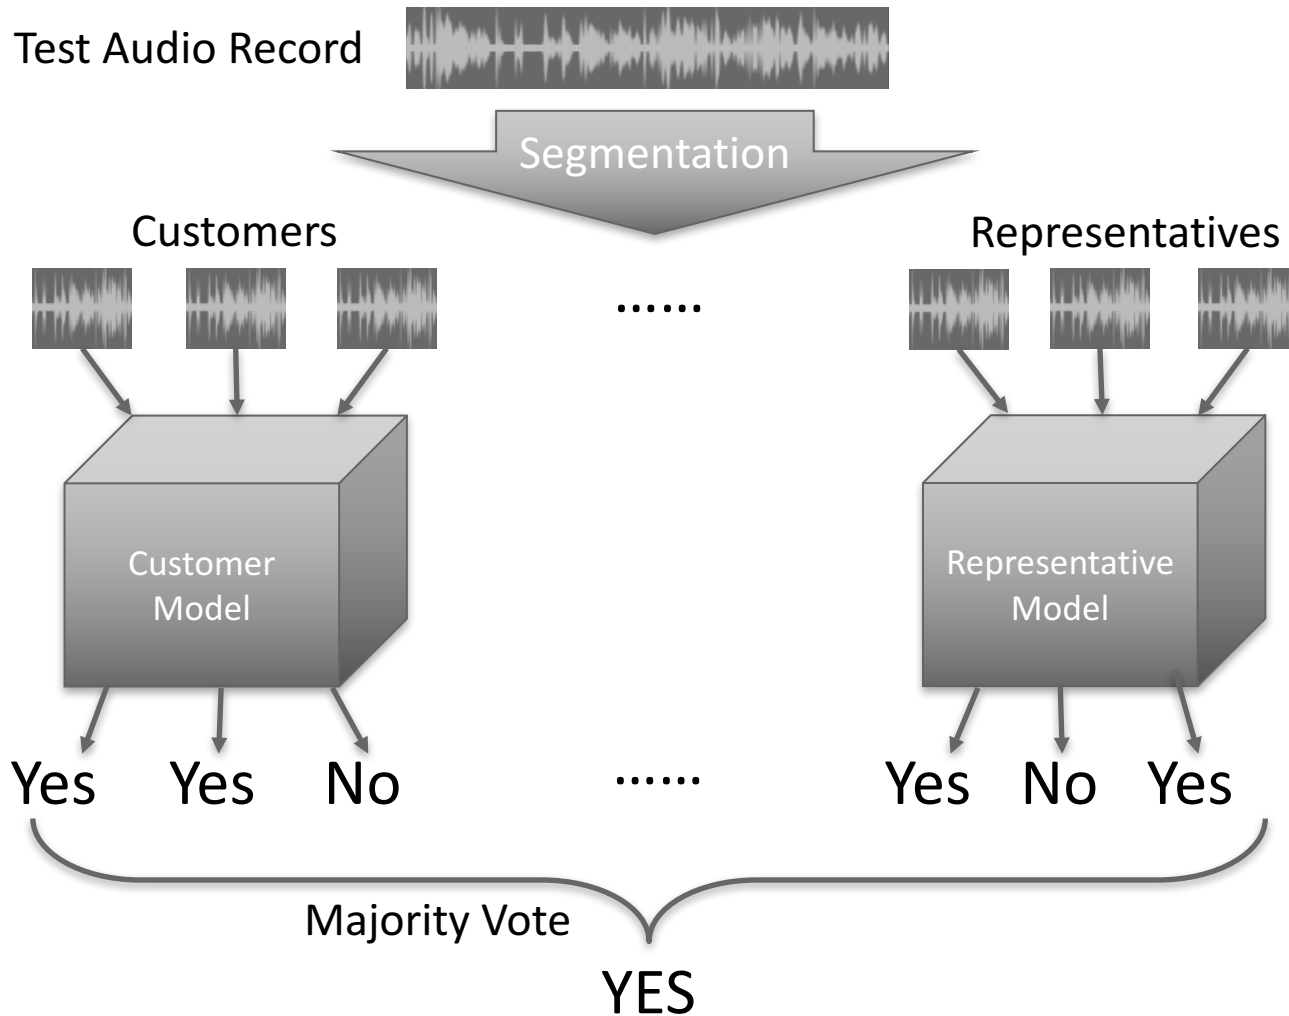 Test Audio Record
Segmentation
Customers
Representatives
......
Customer
Model
Representative
Model
Yes Yes No ...... Yes No Yes
Majority Vote
YES